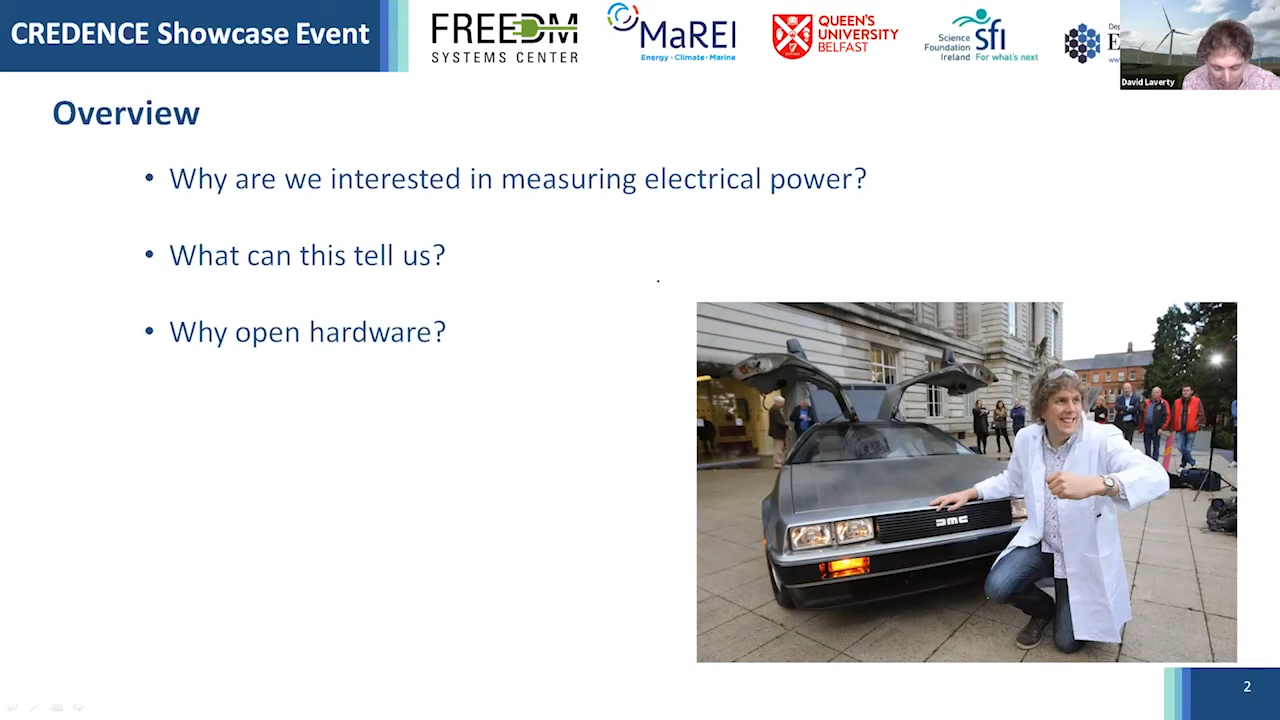 CREDENCE Showcase Event
FREEDM
SYSTEMS CENTER
MaREI
Energy • Climate • Marine
QUEEN'S
UNIVERSITY
BELFAST
Science
Foundation
Ireland
sfi
For what's next
David Laverty
Overview
• Why are we interested in measuring electrical power?
• What can this tell us?
• Why open hardware?
DMC
2